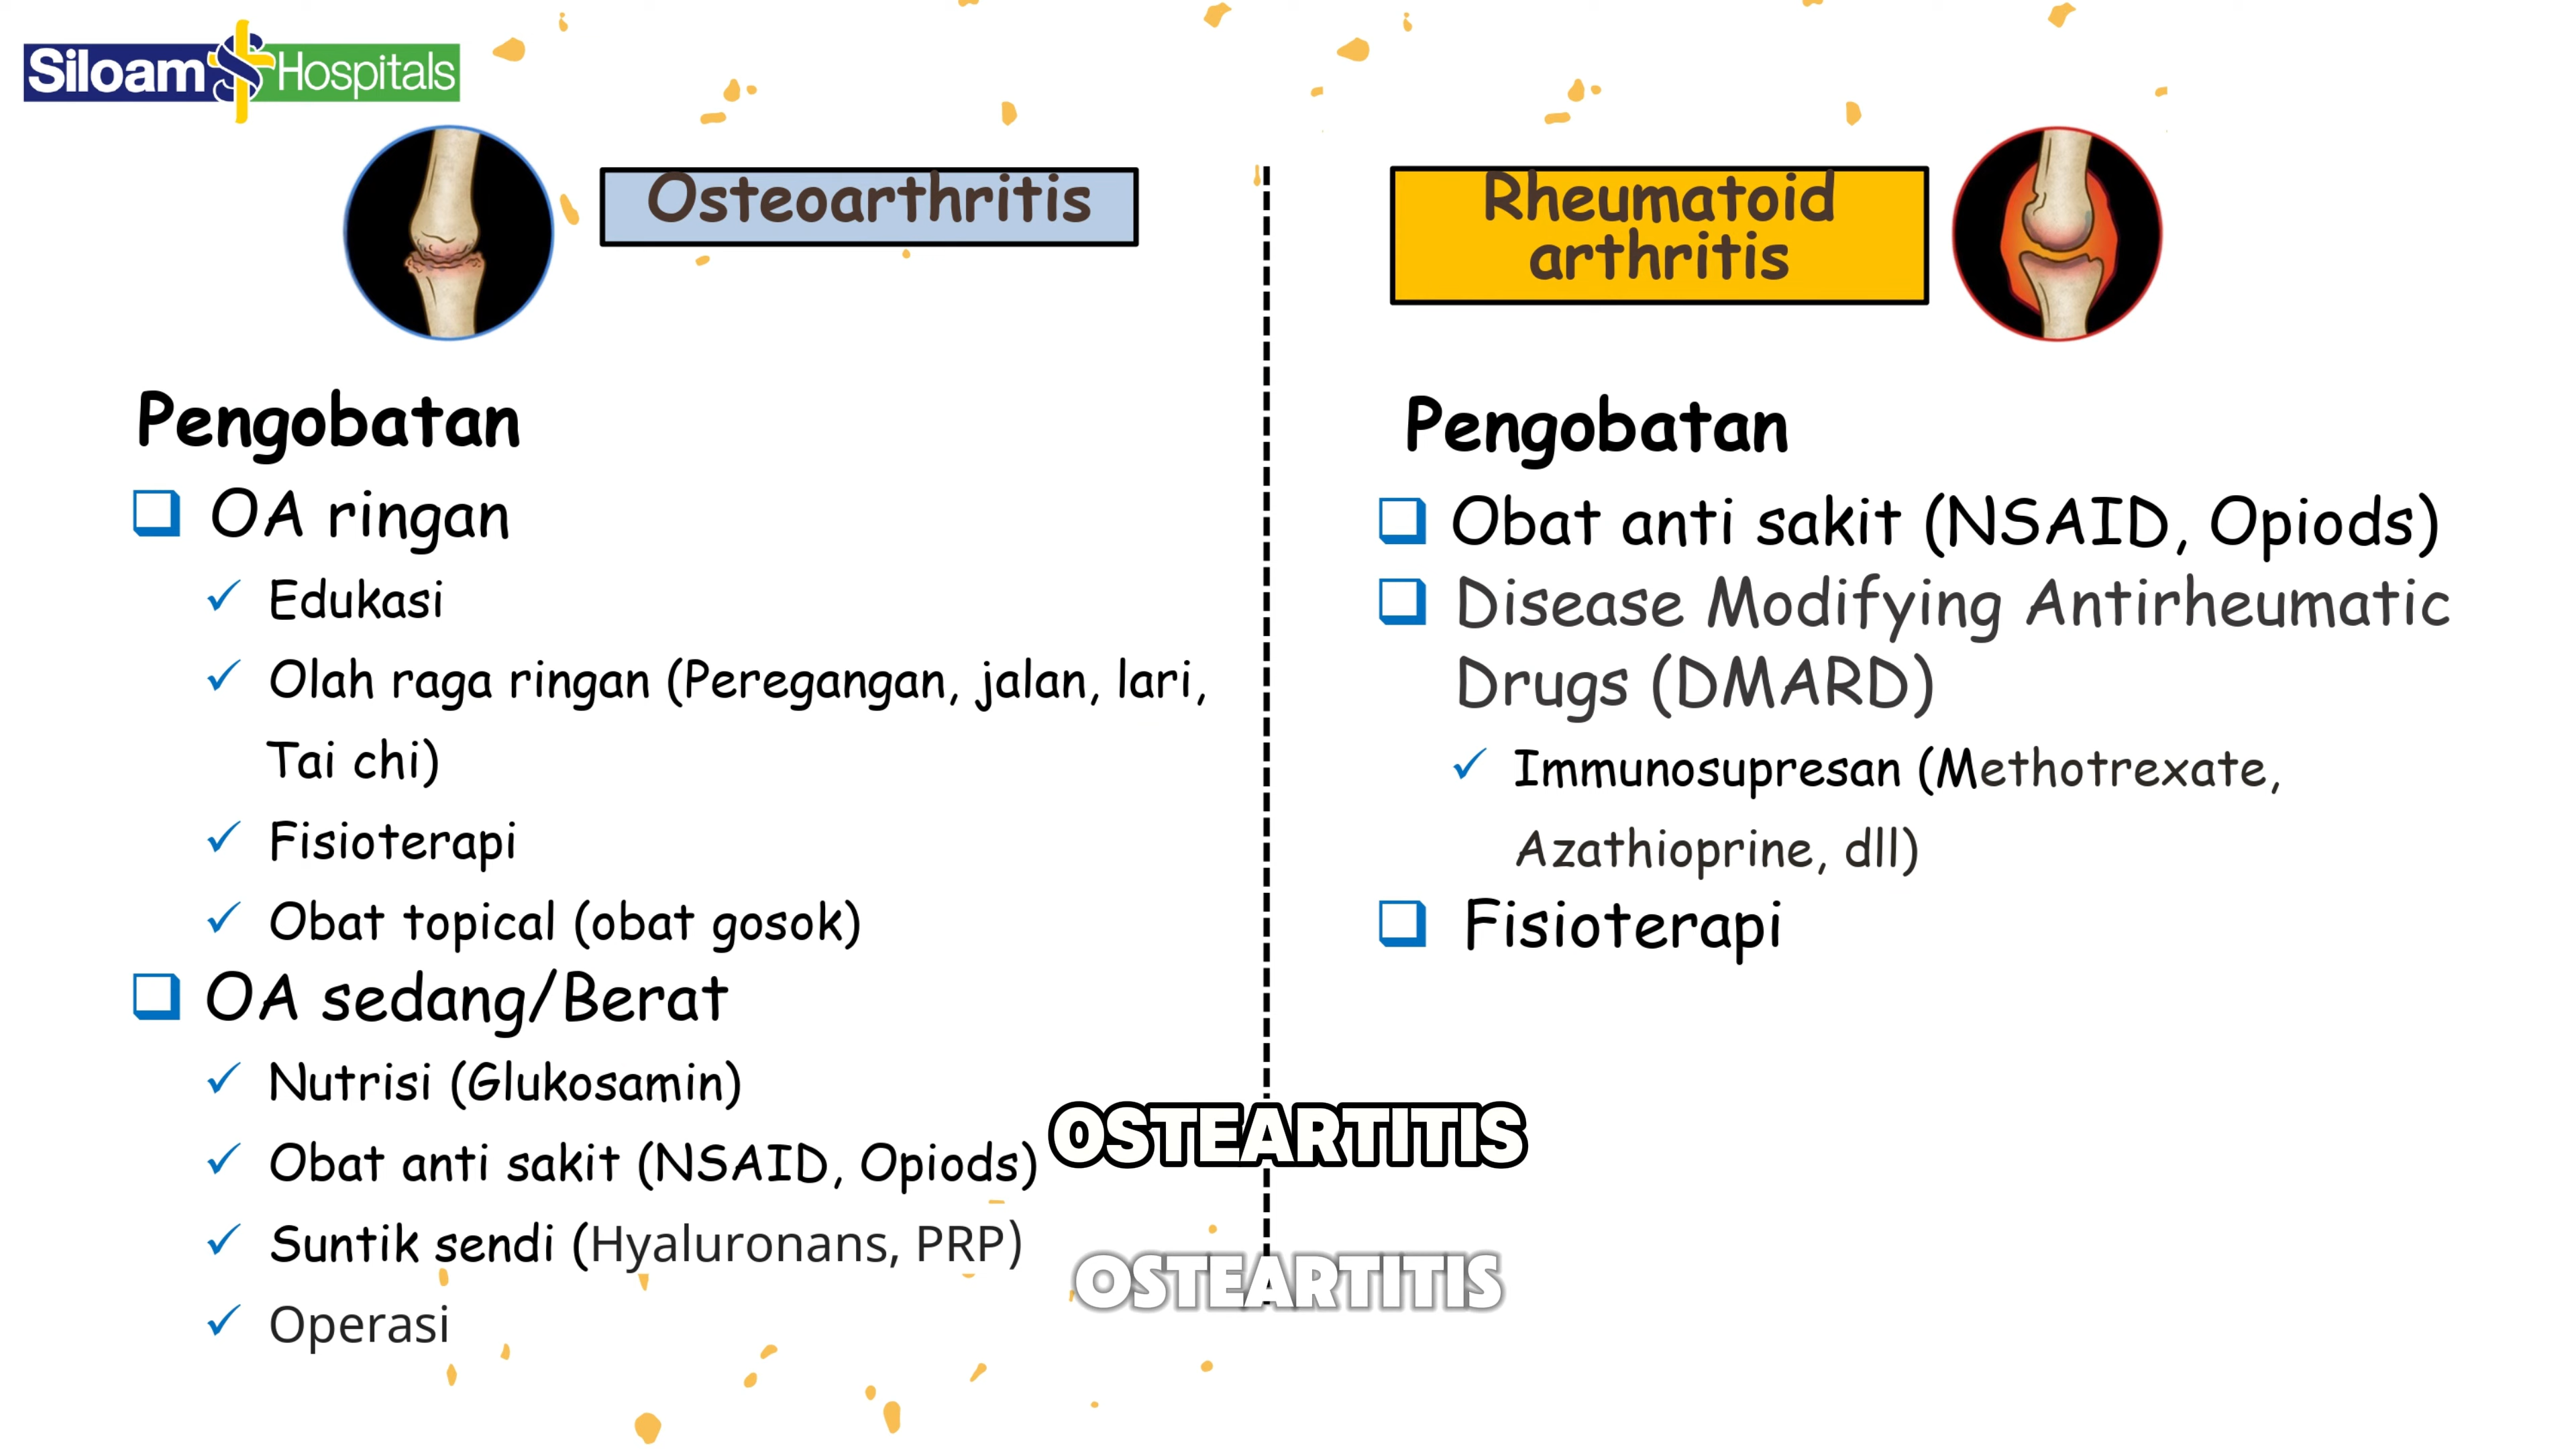 Siloam Hospitals
Osteoarthritis
Pengobatan
OA ringan
Edukasi
Olah raga ringan (Peregangan, jalan, lari,
Tai chi)
Fisioterapi
Obat topical (obat gosok)
OA sedang/Berat
Nutrisi (Glukosamin)
Obat anti sakit (NSAID, Opiods)
Suntik sendi (Hyaluronans, PRP)
Operasi
Rheumatoid
arthritis
Pengobatan
Obat anti sakit (NSAID, Opiods)
Disease Modifying Antirheumatic
Drugs (DMARD)
Immunosupresan (Methotrexate,
Azathioprine, dll)
Fisioterapi
OSTEARTITIS
OSTEARTITIS